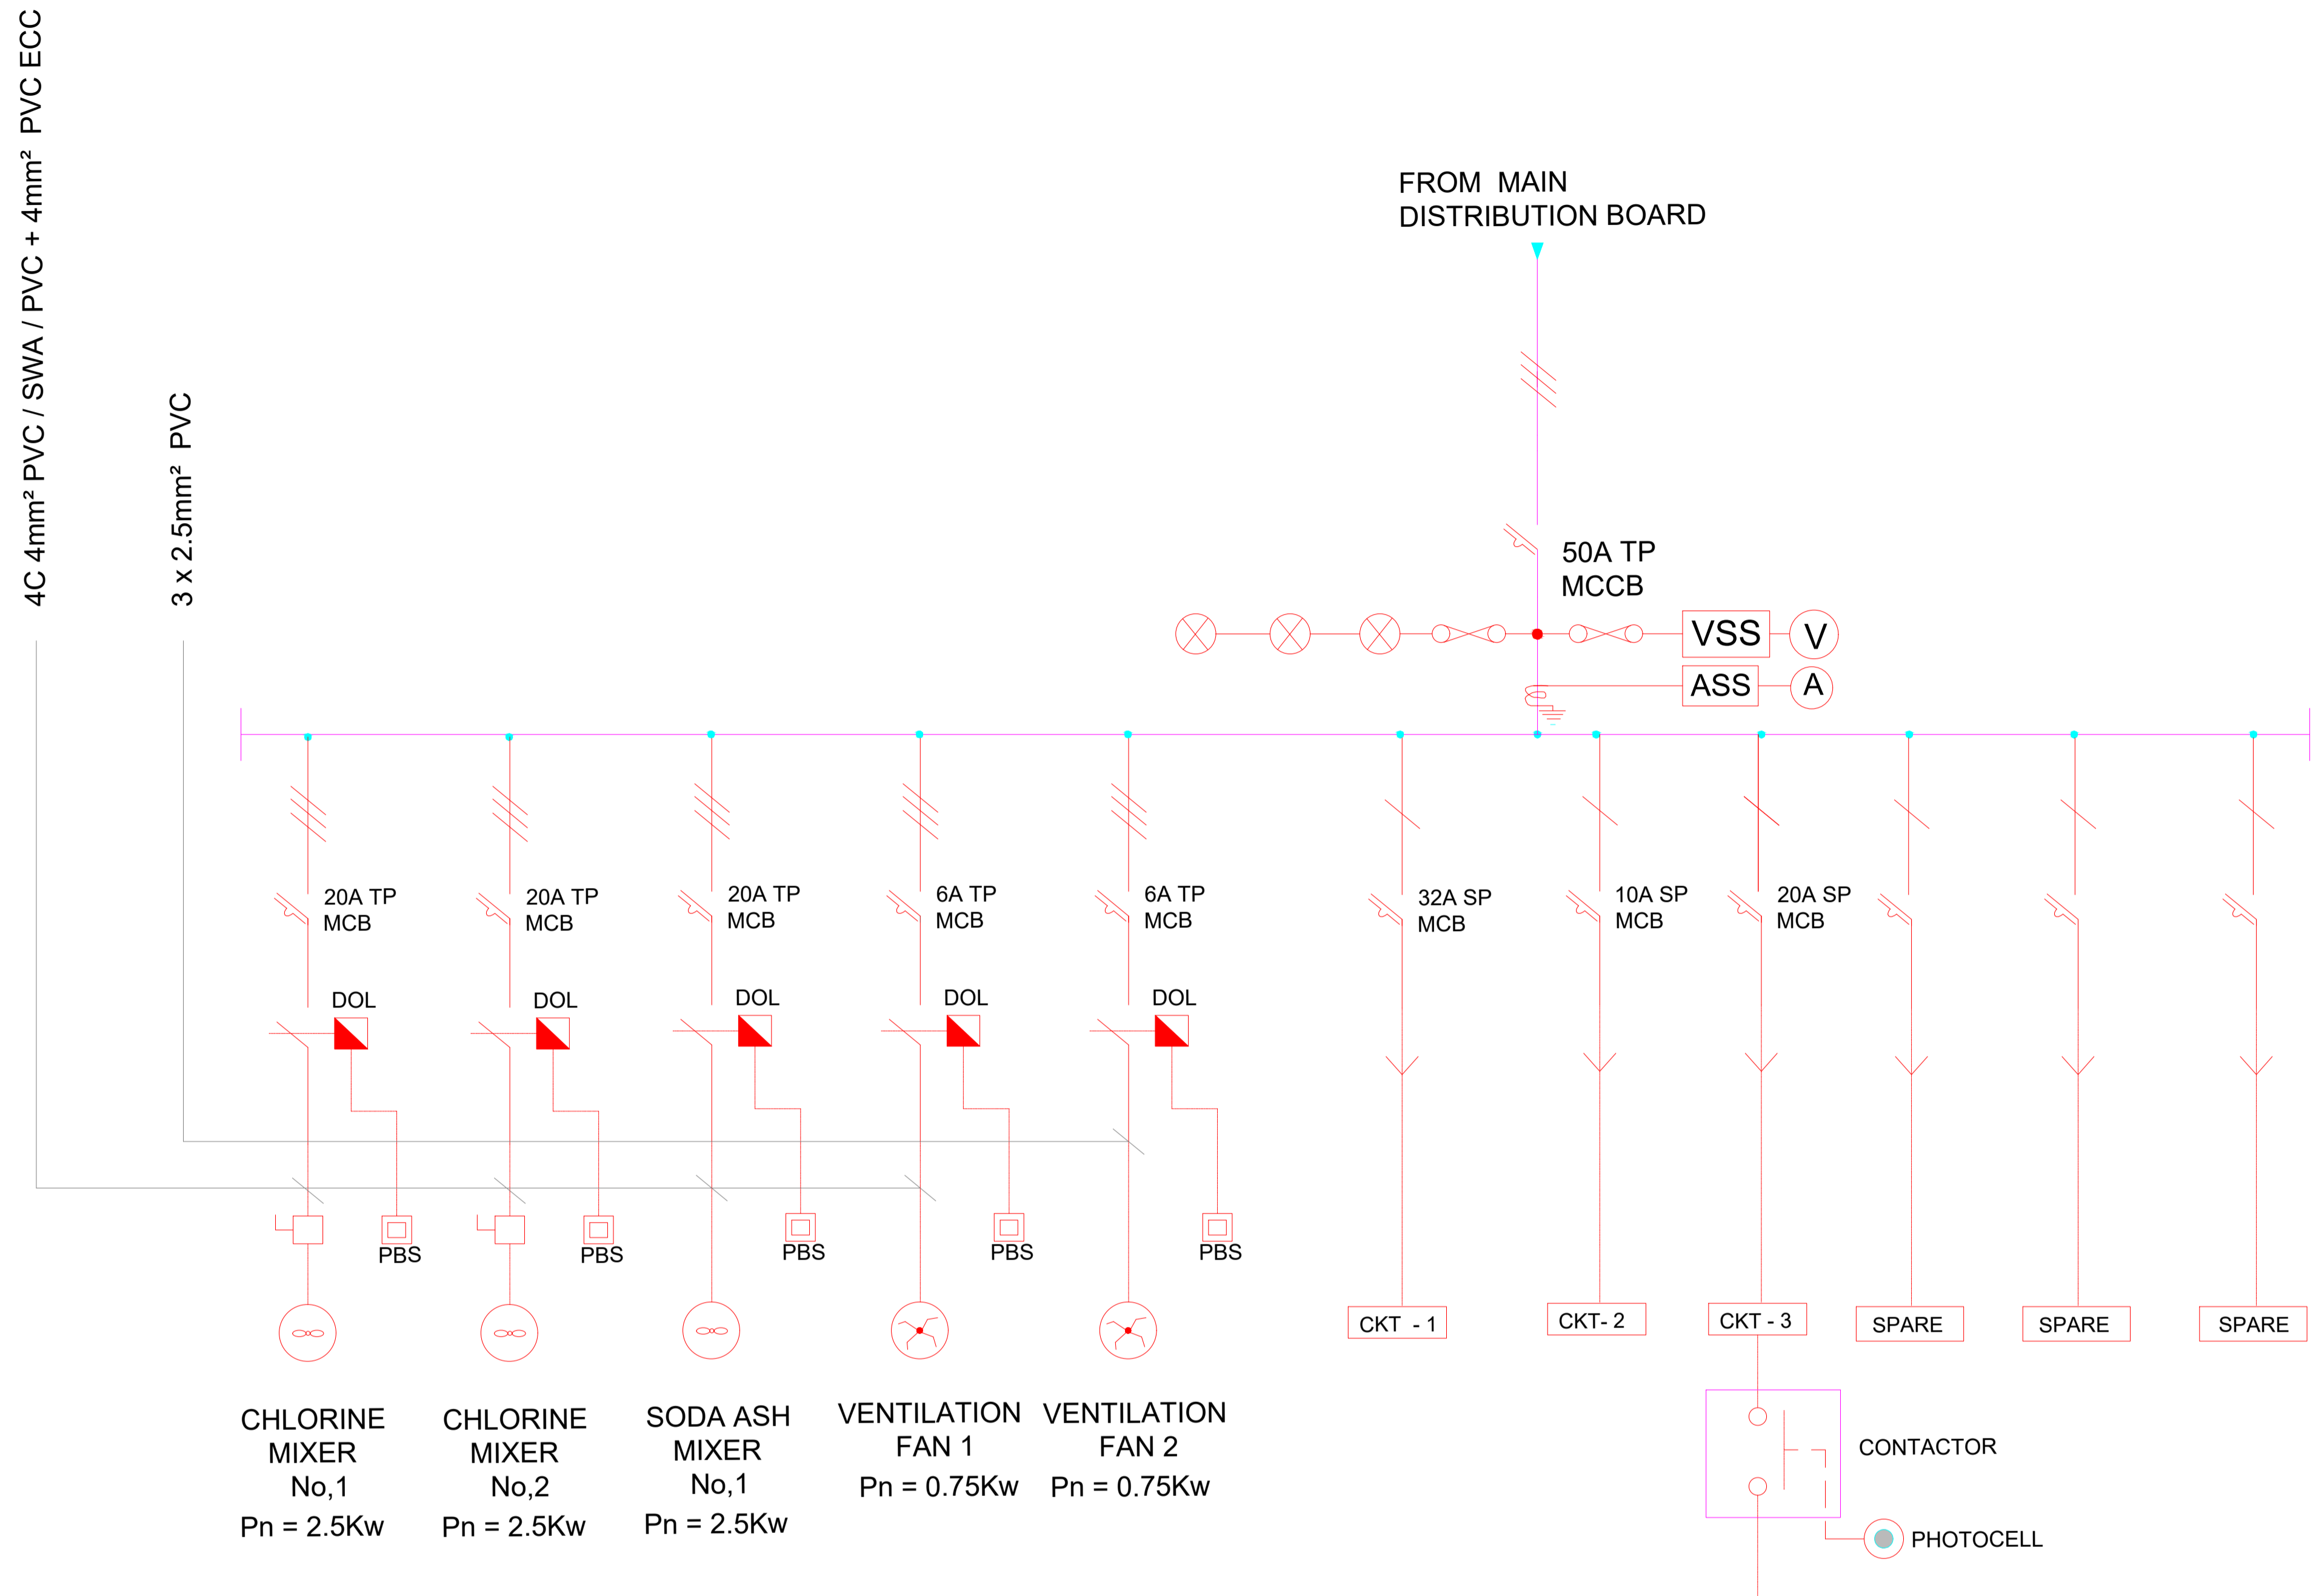 4C 4mm² PVC / SWA / PVC + 4mm² PVC ECC
3 x 2.5mm² PVC
FROM MAIN
DISTRIBUTION BOARD
50A TP
MCCB
VSS
V
ASS
A
20A TP
MCB
20A TP
MCB
20A TP
MCB
6A TP
MCB
6A TP
MCB
32A SP
MCB
10A SP
MCB
20A SP
MCB
DOL
DOL
DOL
DOL
DOL
PBS
PBS
PBS
PBS
PBS
CKT - 1
CKT- 2
CKT - 3
SPARE
SPARE
SPARE
CHLORINE
MIXER
No,1
Pn = 2.5Kw
CHLORINE
MIXER
No,2
Pn = 2.5Kw
SODA ASH
MIXER
No,1
Pn = 2.5Kw
VENTILATION
FAN 1
Pn = 0.75Kw
VENTILATION
FAN 2
Pn = 0.75Kw
CONTACTOR
PHOTOCELL